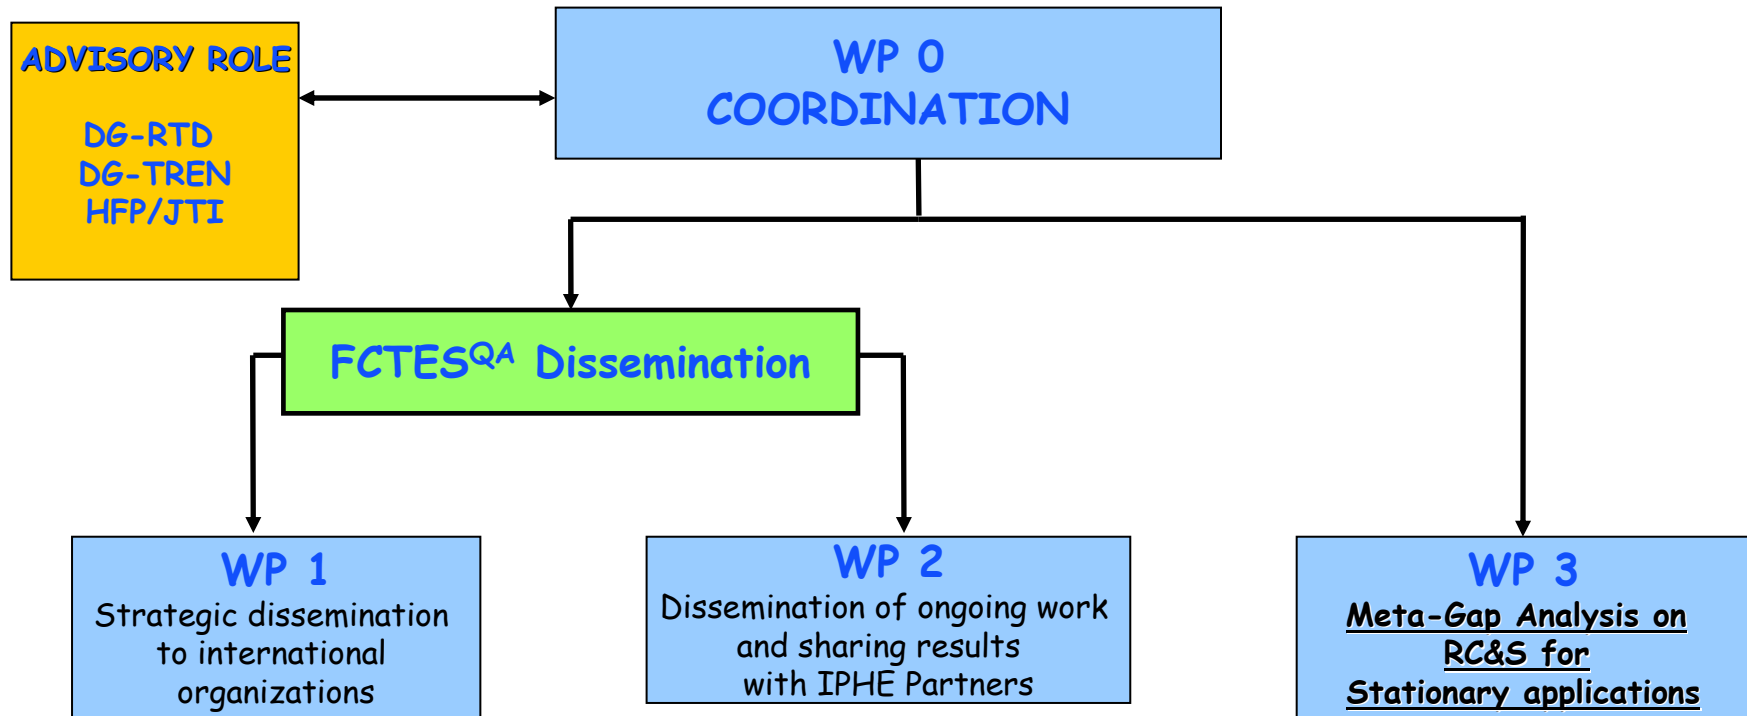 ADVISORY ROLE
DG-RTD
DG-TREN
HFP/JTI
WP 0
COORDINATION
FCTESQA Dissemination
WP 1
Strategic dissemination
to international
organizations
WP 2
Dissemination of ongoing work
and sharing results
with IPHE Partners
WP 3
Meta-Gap Analysis on
RC&S for
Stationary applications